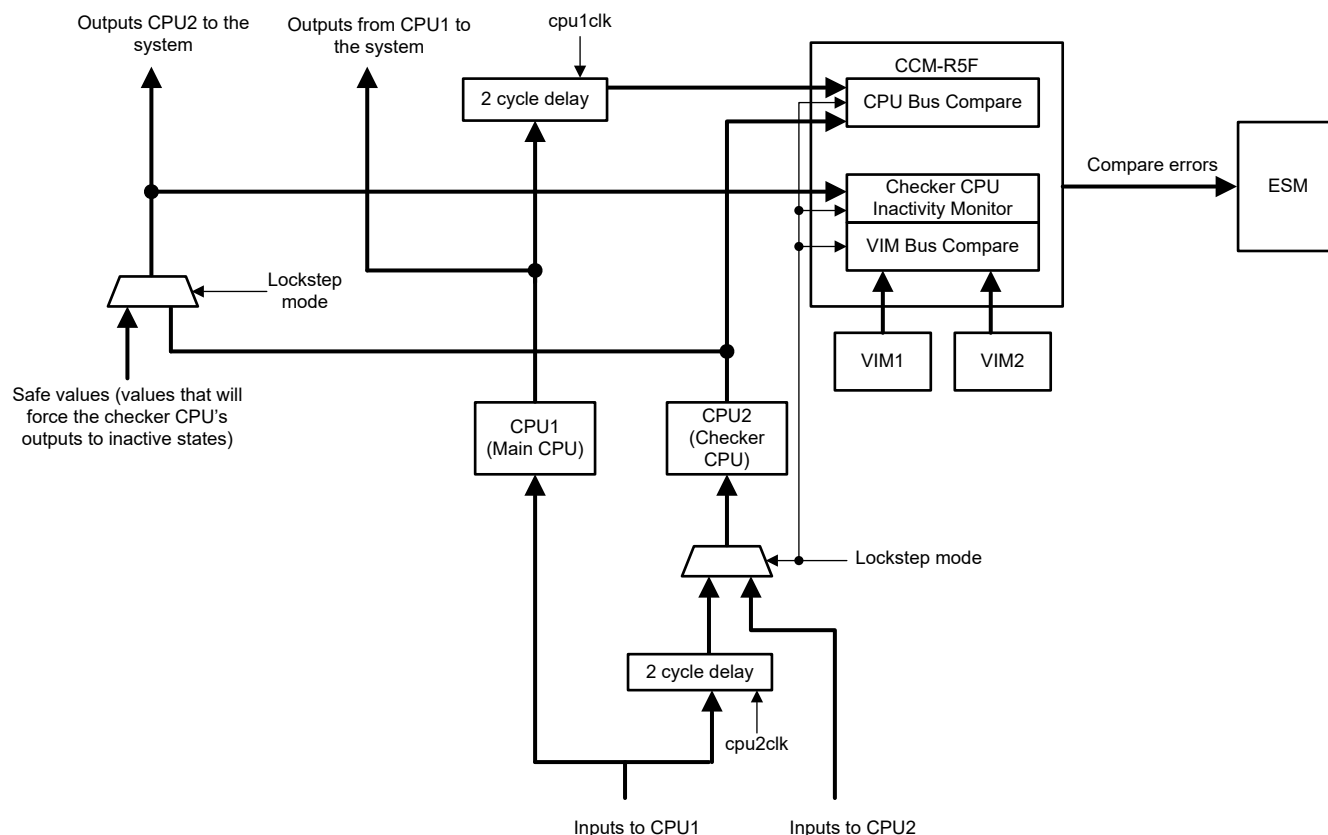 Outputs CPU2 to the
system
Outputs from CPU1 to
the system
cpu1clk
2 cycle delay
CCM-R5F
CPU Bus Compare
Compare errors
ESM
Checker CPU
Inactivity Monitor
VIM Bus Compare
Lockstep
mode
VIM1
VIM2
Safe values (values that will
force the checker CPU's
outputs to inactive states)
CPU1
(Main CPU)
CPU2
(Checker
CPU)
Lockstep mode
2 cycle delay
cpu2clk
Inputs to CPU1
Inputs to CPU2